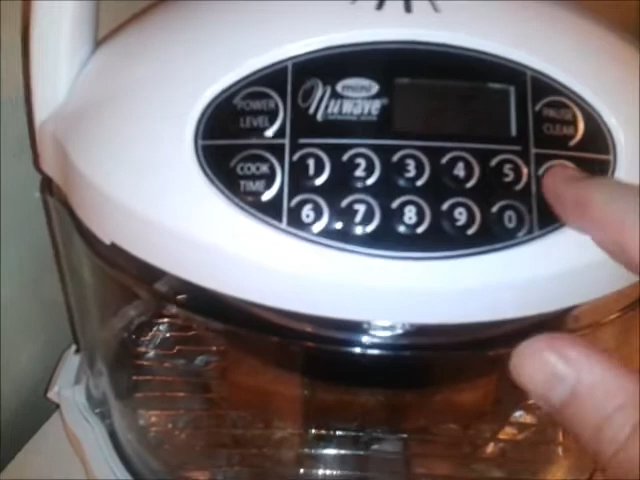 POWER
LEVEL
mini
Nuwave
PAUSE
CLEAR
COOK
TIME
1 2 3 4 5
6 7 8 9 0